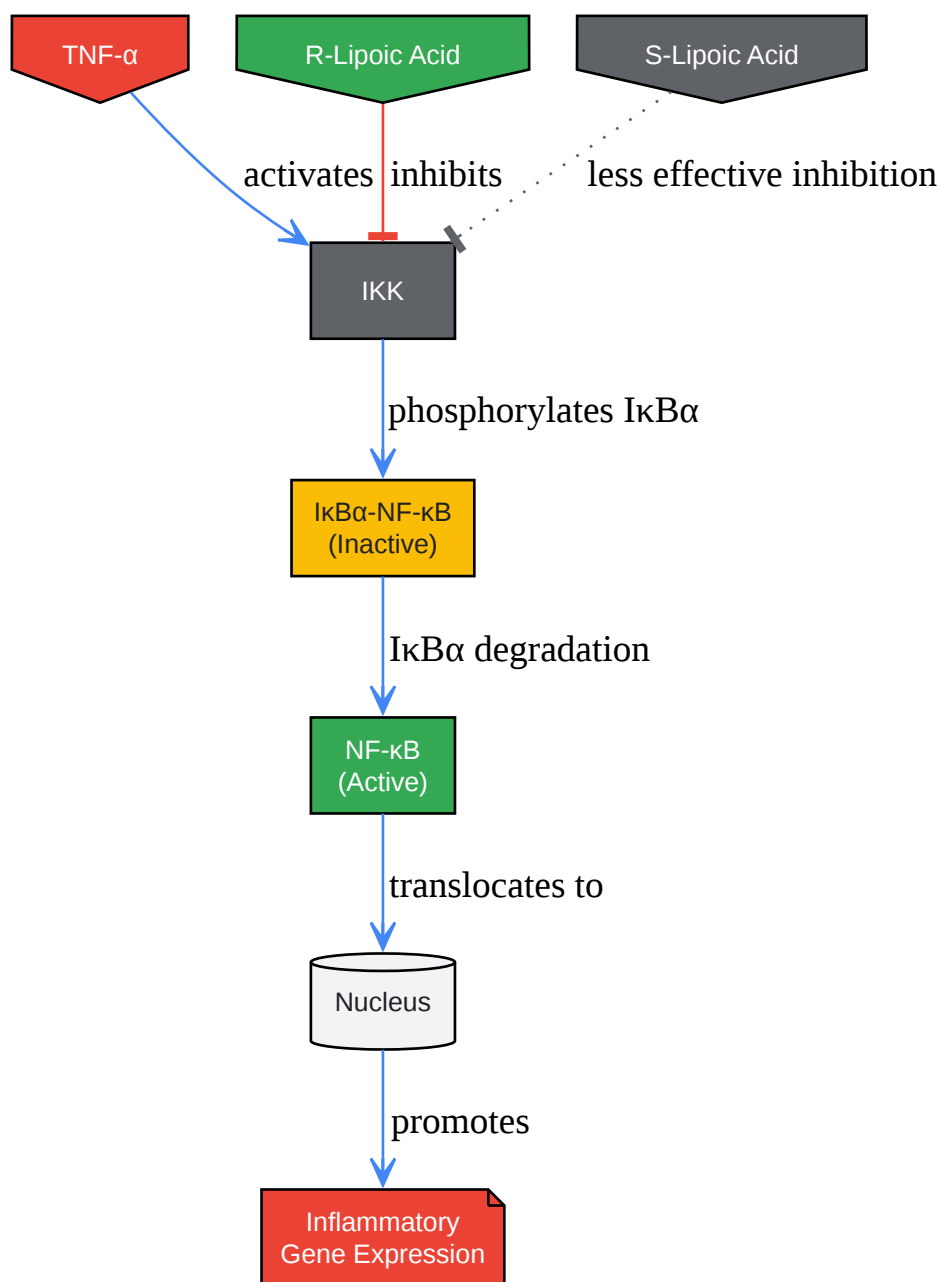 TNF-α
R-Lipoic Acid
S-Lipoic Acid
activates
inhibits
less effective inhibition
IKK
phosphorylates IκBα
IκBα-NF-κB
(Inactive)
IκBα degradation
NF-κB
(Active)
translocates to
Nucleus
promotes
Inflammatory
Gene Expression